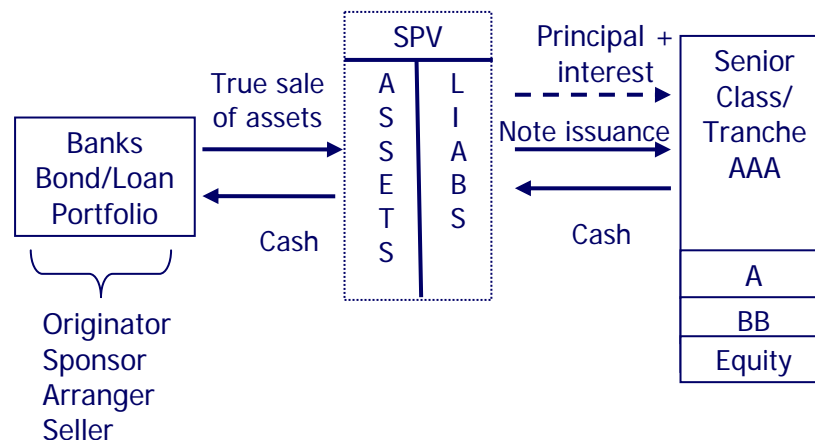 Banks
Bond/Loan
Portfolio
Originator
Sponsor
Arranger
Seller
True sale
of assets
Cash
SPV
A
S
S
E
T
S
L
I
A
B
S
Principal +
interest
Note issuance
Cash
Senior
Class/
Tranche
AAA
A
BB
Equity